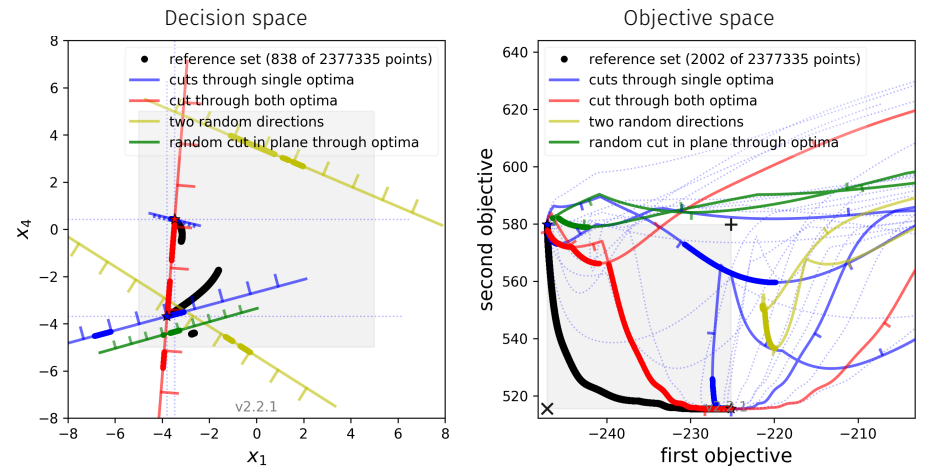 Decision space
8
6
4
2
0
−2
−4
−6
−8
x4
reference set (838 of 2377335 points)
cuts through single optima
cut through both optima
two random directions
random cut in plane through optima
v2.2.1
−8 −6 −4 −2 0 2 4 6 8
x1
Objective space
640
620
600
580
560
540
520
second objective
reference set (2002 of 2377335 points)
cuts through single optima
cut through both optima
two random directions
random cut in plane through optima
v2.2.1
−240 −230 −220 −210
first objective